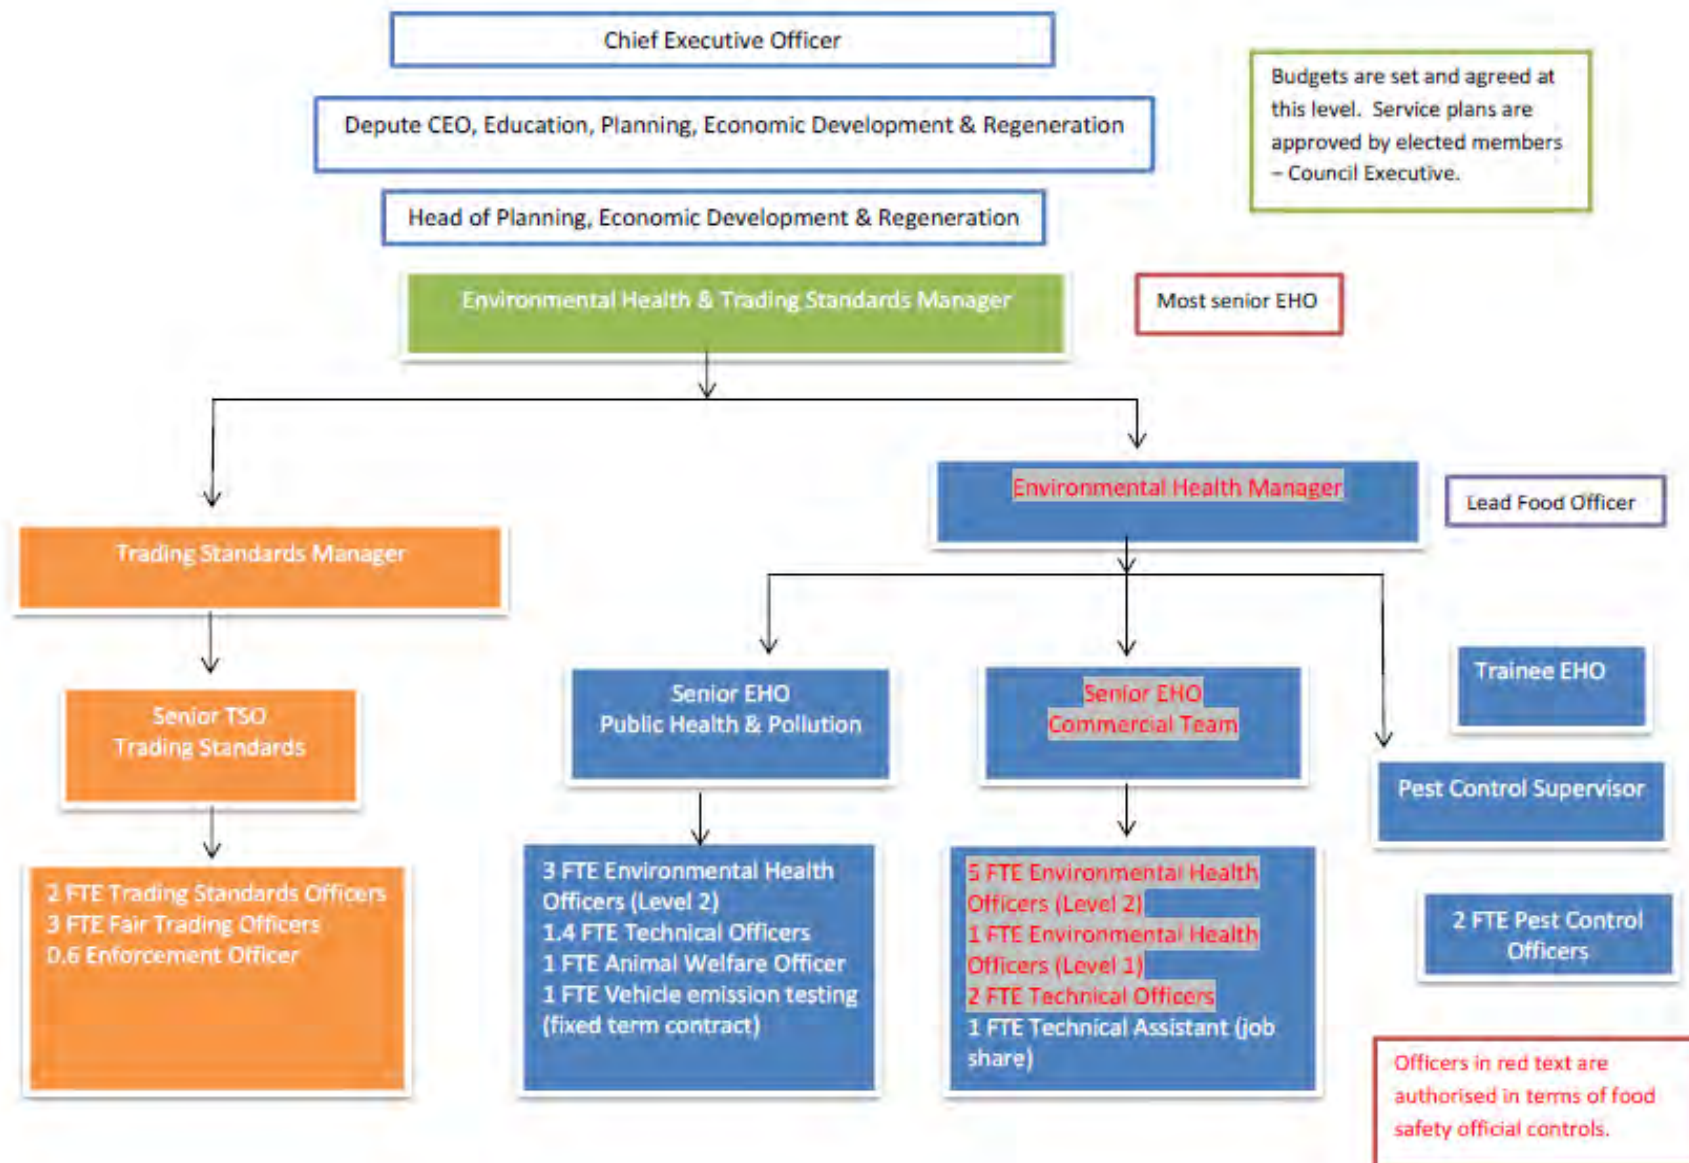 Chief Executive Officer
Budgets are set and agreed at
this level. Service plans are
approved by elected members
– Council Executive.
Depute CEO, Education, Planning, Economic Development & Regeneration
Head of Planning, Economic Development & Regeneration
Environmental Health & Trading Standards Manager
Most senior EHO
Environmental Health Manager
Lead Food Officer
Trading Standards Manager
Senior TSO
Trading Standards
Senior EHO
Public Health & Pollution
Senior EHO
Commercial Team
Trainee EHO
Pest Control Supervisor
2 FTE Trading Standards Officers
3 FTE Fair Trading Officers
0.6 Enforcement Officer
3 FTE Environmental Health
Officers (Level 2)
1.4 FTE Technical Officers
1 FTE Animal Welfare Officer
1 FTE Vehicle emission testing
(fixed term contract)
5 FTE Environmental Health
Officers (Level 2)
1 FTE Environmental Health
Officers (Level 1)
2 FTE Technical Officers
1 FTE Technical Assistant (job
share)
2 FTE Pest Control
Officers
Officers in red text are
authorised in terms of food
safety official controls.